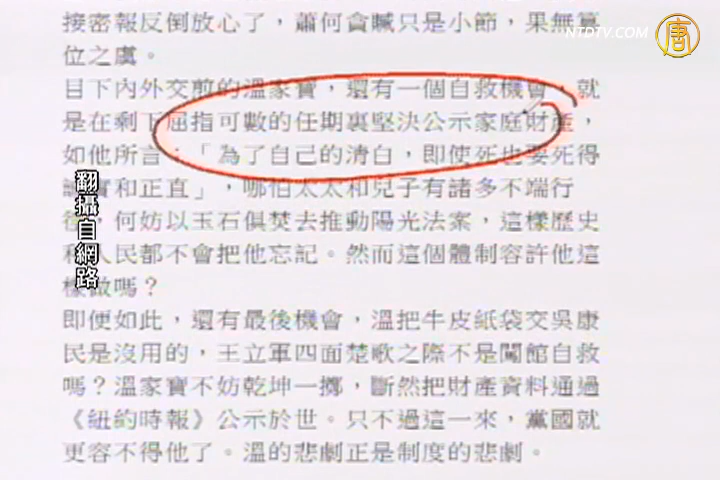 接密報反倒放心了，蕭何貪贓只是小節，果無篡
位之虞。
目下內外交煎的溫家寶，還有一個自救機會，就
是在剩下屈指可數的任期裏堅決公示家庭財產，
如他所言：「為了自己的清白，即使死也要死得
實和正直」，哪怕太太和兒子有諸多不端行
，何妨以玉石俱焚去推動陽光法案，這樣歷史
人民都不會把他忘記。然而這個體制容許他這
樣做嗎？
即便如此，還有最後機會，溫把牛皮紙袋交吳康
民是沒用的，王立軍四面楚歌之際不是闖館自救
嗎？溫家寶不妨乾坤一擲，斷然把財產資料通過
《紐約時報》公示於世。只不過這一來，黨國就
更容不得他了。溫的悲劇正是制度的悲劇。
翻攝自網路
NTDTV.COM
唐